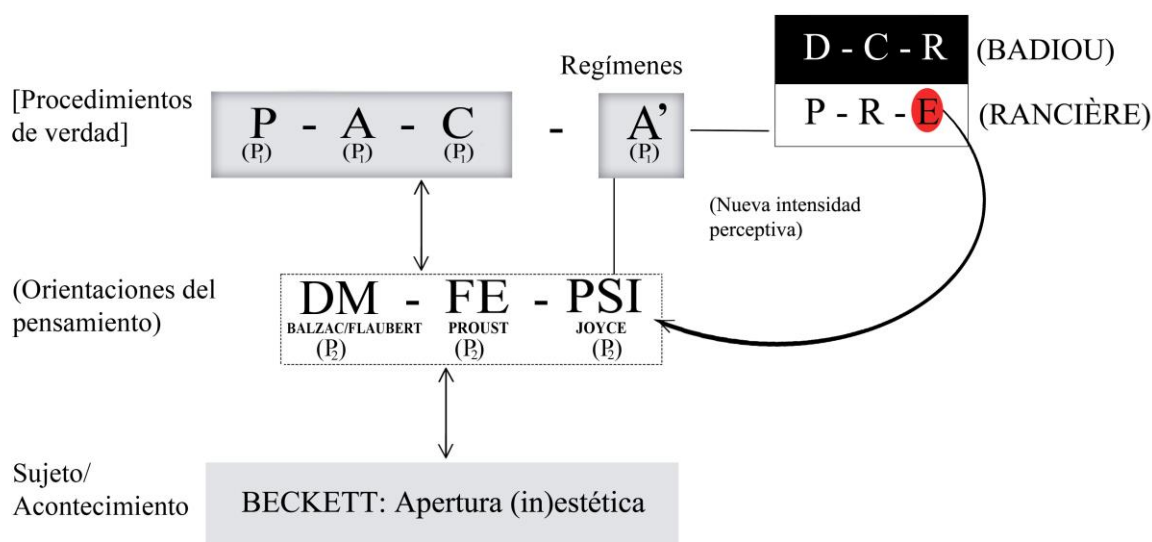 D - C - R (BADIOU)
Regímenes
[Procedimientos
de verdad]
P - A - C - A’
(P₁) (P₁) (P₁) (P₁)
P - R - E (RANCIÈRE)
(Nueva intensidad
perceptiva)
(Orientaciones del
pensamiento)
DM - FE - PSI
BALZAC/FLAUBERT PROUST JOYCE
(P₂) (P₂) (P₂)
Sujeto/
Acontecimiento
BECKETT: Apertura (in)estética